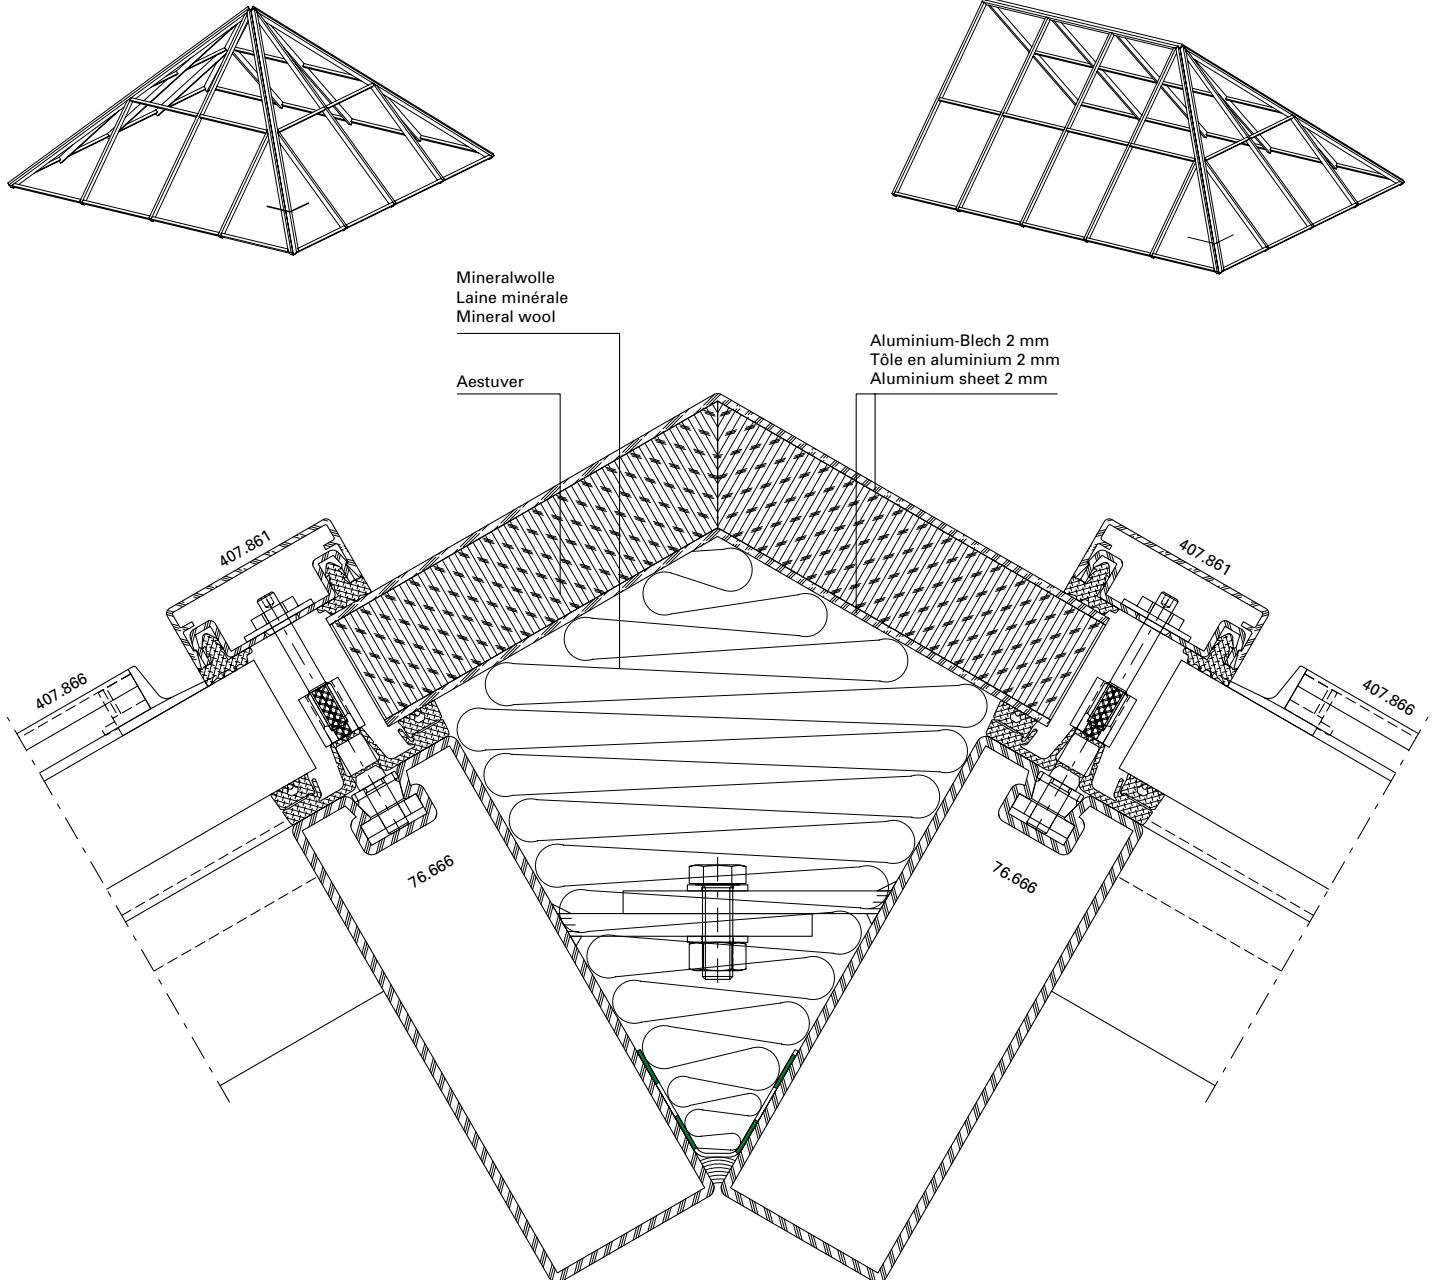 Mineralwolle
Laine minérale
Mineral wool
Aestuver
Aluminium-Blech 2 mm
Tôle en aluminium 2 mm
Aluminium sheet 2 mm
407.861
407.861
407.866
407.866
76.666
76.666